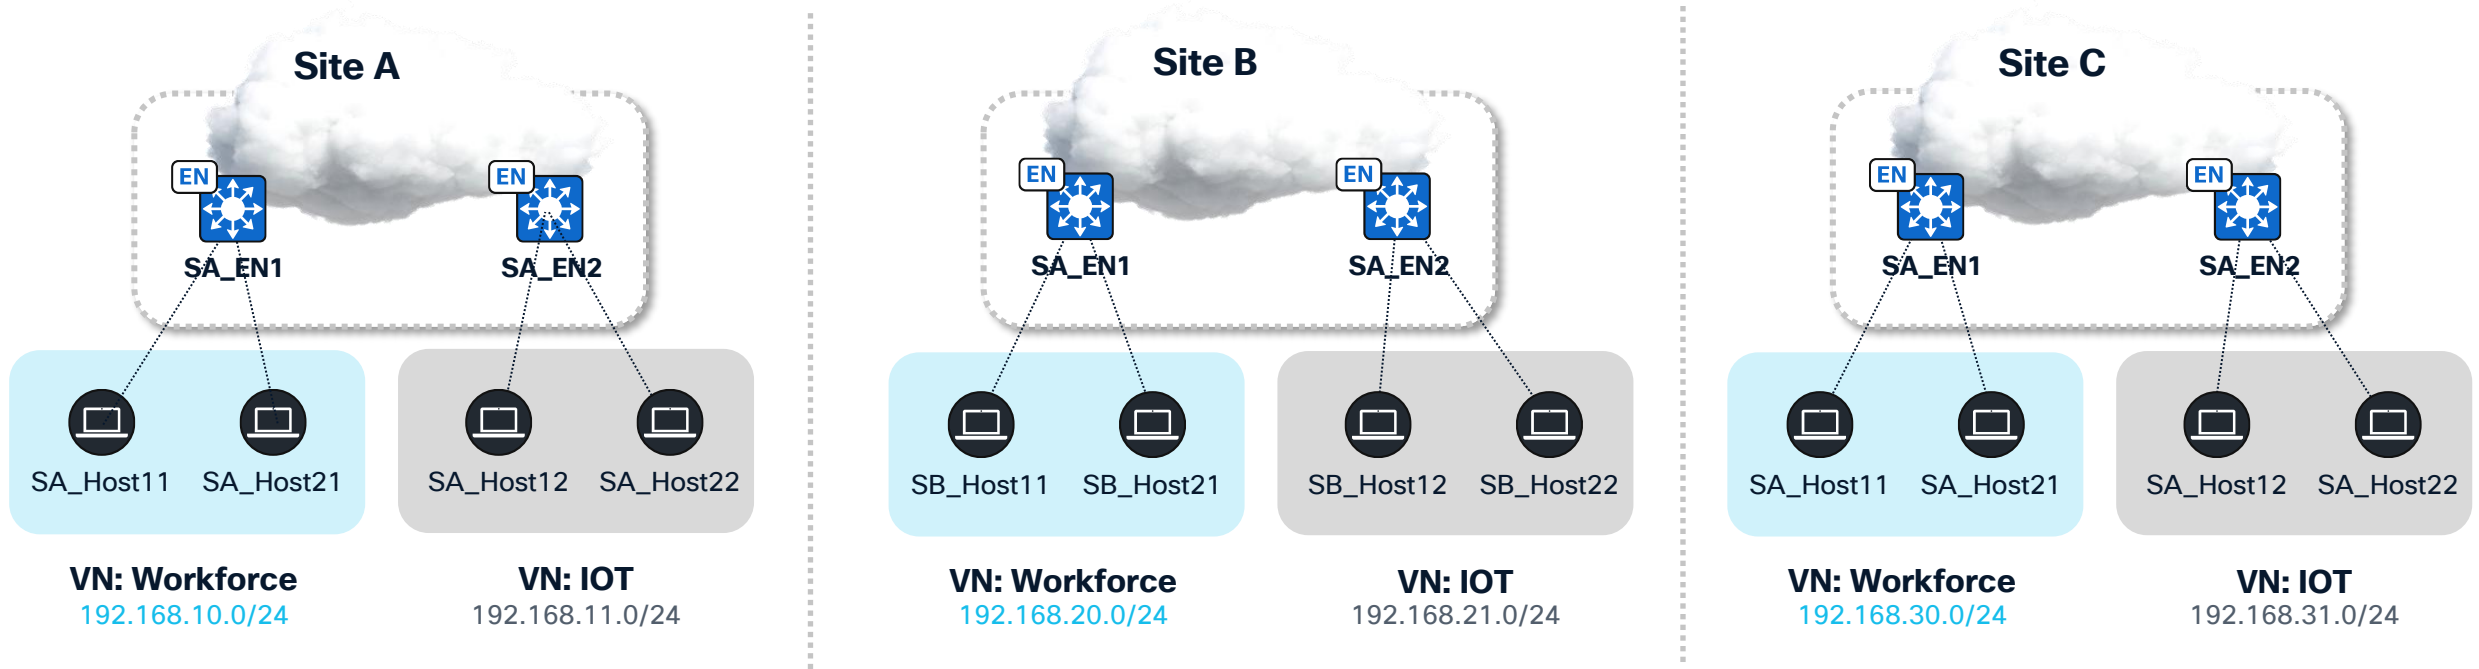 Site A
EN
EN
SA_EN1
SA_EN2
SA_Host11
SA_Host21
SA_Host12
SA_Host22
VN: Workforce
192.168.10.0/24
VN: IOT
192.168.11.0/24
Site B
EN
EN
SA_EN1
SA_EN2
SB_Host11
SB_Host21
SB_Host12
SB_Host22
VN: Workforce
192.168.20.0/24
VN: IOT
192.168.21.0/24
Site C
EN
EN
SA_EN1
SA_EN2
SA_Host11
SA_Host21
SA_Host12
SA_Host22
VN: Workforce
192.168.30.0/24
VN: IOT
192.168.31.0/24